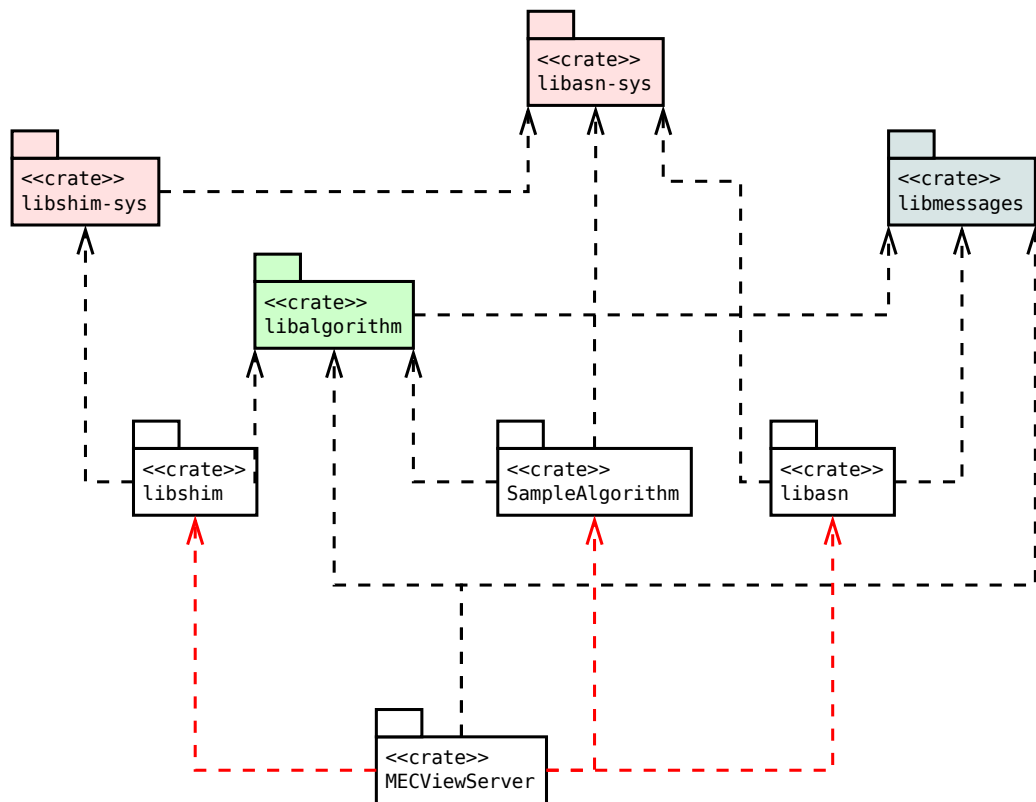 <<crate>>
libasn-sys
<<crate>>
libshim-sys
<<crate>>
libmessages
<<crate>>
libalgorithm
<<crate>>
libshim
<<crate>>
SampleAlgorithm
<<crate>>
libasn
<<crate>>
MECViewServer